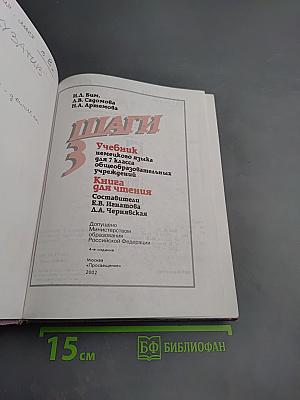 И.Л. Бим,
Л.В. Садомова
Н.А. Артемова
ШАГИ
3
Учебник
немецкого языка
для 7 класса
общеобразовательных
учреждений
Книга
для чтения
Составители
Е.В. Игнатова
Л.А. Чернявская
Допущено
Министерством
образования
Российской Федерации
4-е издание
Москва
«Просвещение»
2002
15 см
БФ БИБЛИОФАН